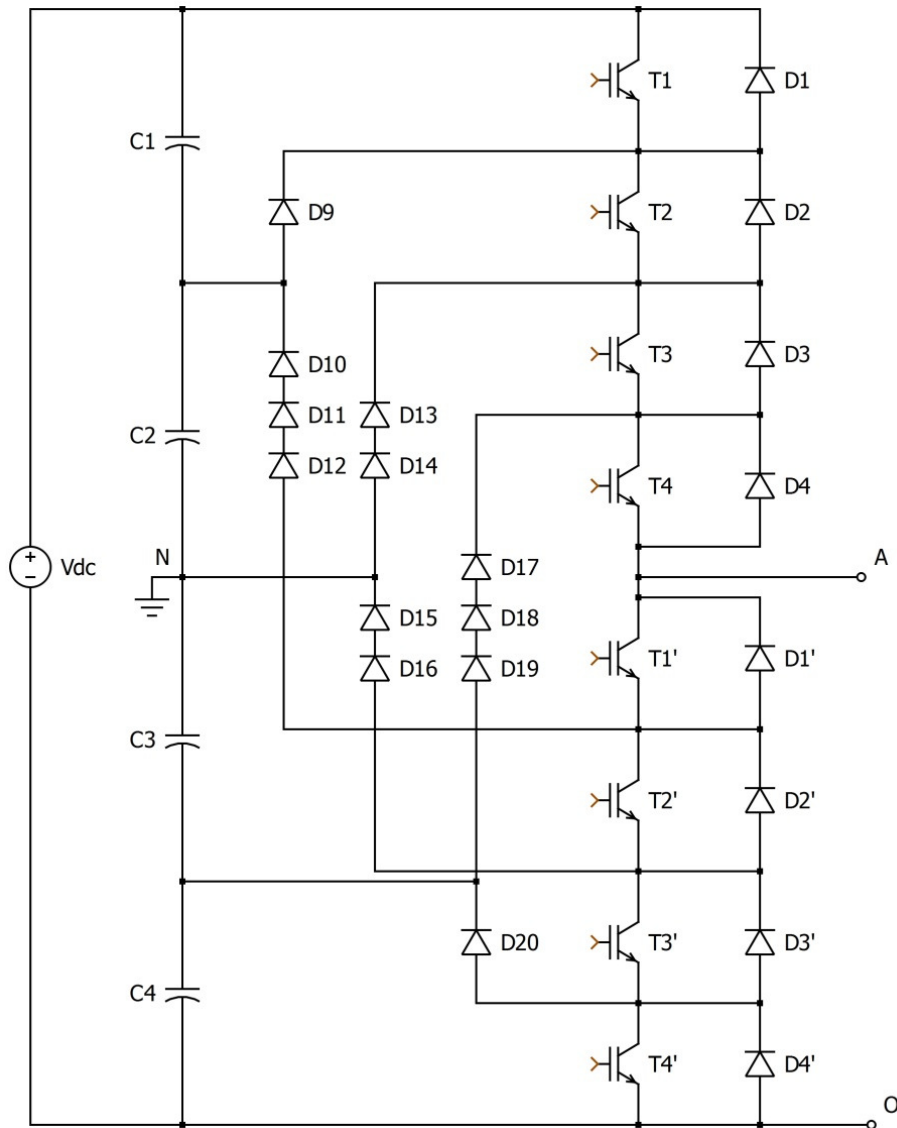 T1 D1
C1
D9 T2 D2
D10 T3 D3
D11 D13
C2
D12 D14
T4 D4
N A
Vdc D17
+
−
D15 D18
D16 D19 T1' D1'
C3
T2' D2'
D20 T3' D3'
C4
T4' D4'
O